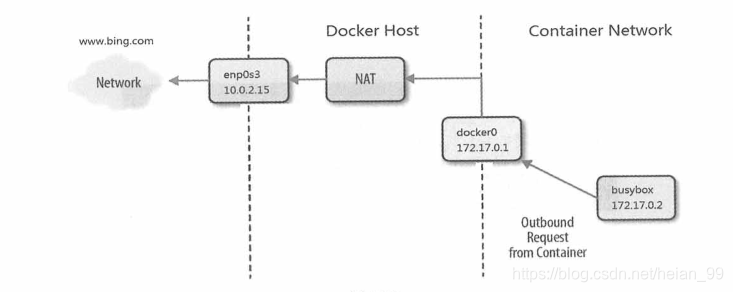 Docker Host
Container Network
www.bing.com
Network
enp0s3
10.0.2.15
NAT
docker0
172.17.0.1
busybox
172.17.0.2
Outbound
Request
from Container
https://blog.csdn.net/heian_99